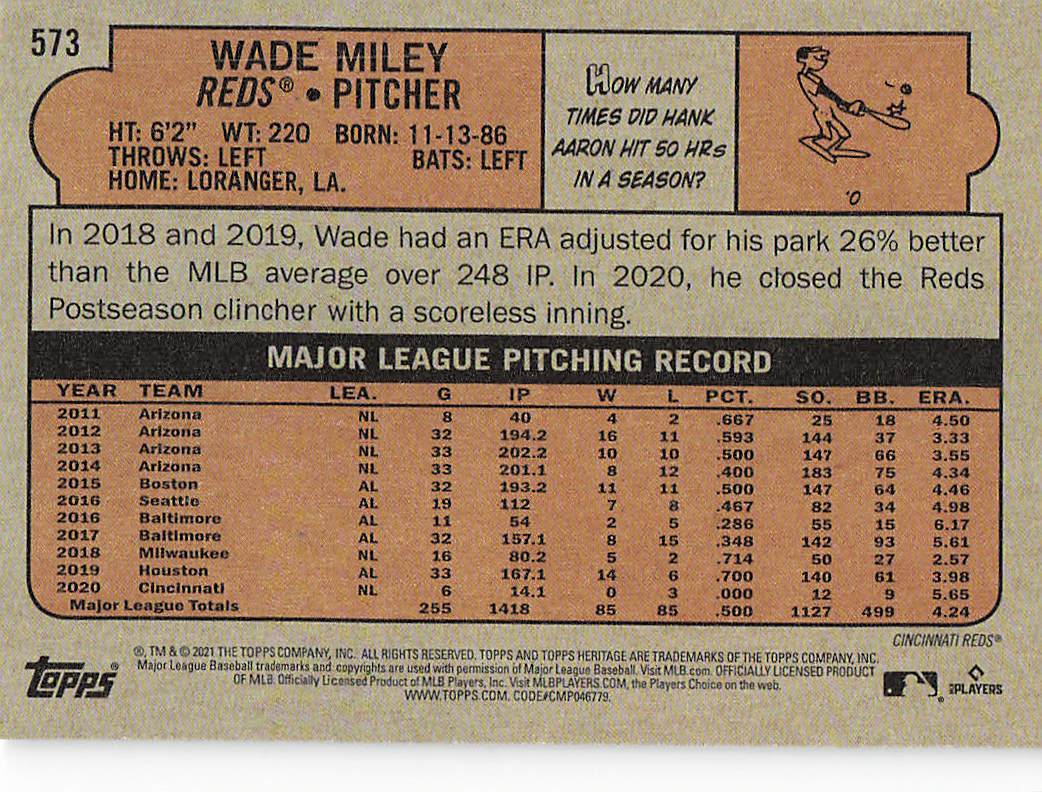 573
WADE MILEY
REDS® • PITCHER
HT: 6'2" WT: 220 BORN: 11-13-86
THROWS: LEFT BATS: LEFT
HOME: LORANGER, LA.
HOW MANY
TIMES DID HANK
AARON HIT 50 HRs
IN A SEASON?
'0
In 2018 and 2019, Wade had an ERA adjusted for his park 26% better
than the MLB average over 248 IP. In 2020, he closed the Reds
Postseason clincher with a scoreless inning.
MAJOR LEAGUE PITCHING RECORD
YEAR TEAM LEA. G IP W L PCT. SO. BB. ERA.
2011 Arizona NL 8 40 4 2 .667 25 18 4.50
2012 Arizona NL 32 194.2 16 11 .593 144 37 3.33
2013 Arizona NL 33 202.2 10 10 .500 147 66 3.55
2014 Arizona NL 33 201.1 8 12 .400 183 75 4.34
2015 Boston AL 32 193.2 11 11 .500 147 64 4.46
2016 Seattle AL 19 112 7 8 .467 82 34 4.98
2016 Baltimore AL 11 54 2 5 .286 55 15 6.17
2017 Baltimore AL 32 157.1 8 15 .348 142 93 5.61
2018 Milwaukee NL 16 80.2 5 2 .714 50 27 2.57
2019 Houston AL 33 167.1 14 6 .700 140 61 3.98
2020 Cincinnati NL 6 14.1 0 3 .000 12 9 5.65
Major League Totals 255 1418 85 85 .500 1127 499 4.24
CINCINNATI REDS®
®, TM & © 2021 THE TOPPS COMPANY, INC. ALL RIGHTS RESERVED. TOPPS AND TOPPS HERITAGE ARE TRADEMARKS OF THE TOPPS COMPANY, INC.
Major League Baseball trademarks and copyrights are used with permission of Major League Baseball. Visit MLB.com. OFFICIALLY LICENSED PRODUCT
OF MLB. Officially Licensed Product of MLB Players, Inc. Visit MLBPLAYERS.COM, the Players Choice on the web.
WWW.TOPPS.COM. CODE#CMP046779.
Topps®
®
MLBPLAYERS